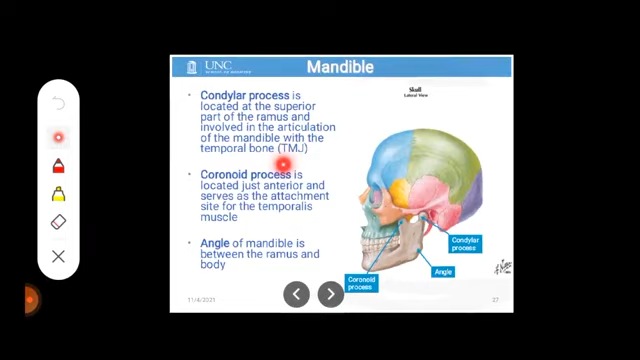 UNC
Mandible
• Condylar process is
located at the superior
part of the ramus and
involved in the articulation
of the mandible with the
temporal bone (TMJ)
• Coronoid process is
located just anterior and
serves as the attachment
site for the temporalis
muscle
• Angle of mandible is
between the ramus and
body
Skull
Lateral View
Condylar
process
Angle
Coronoid
process
11/4/2021
27